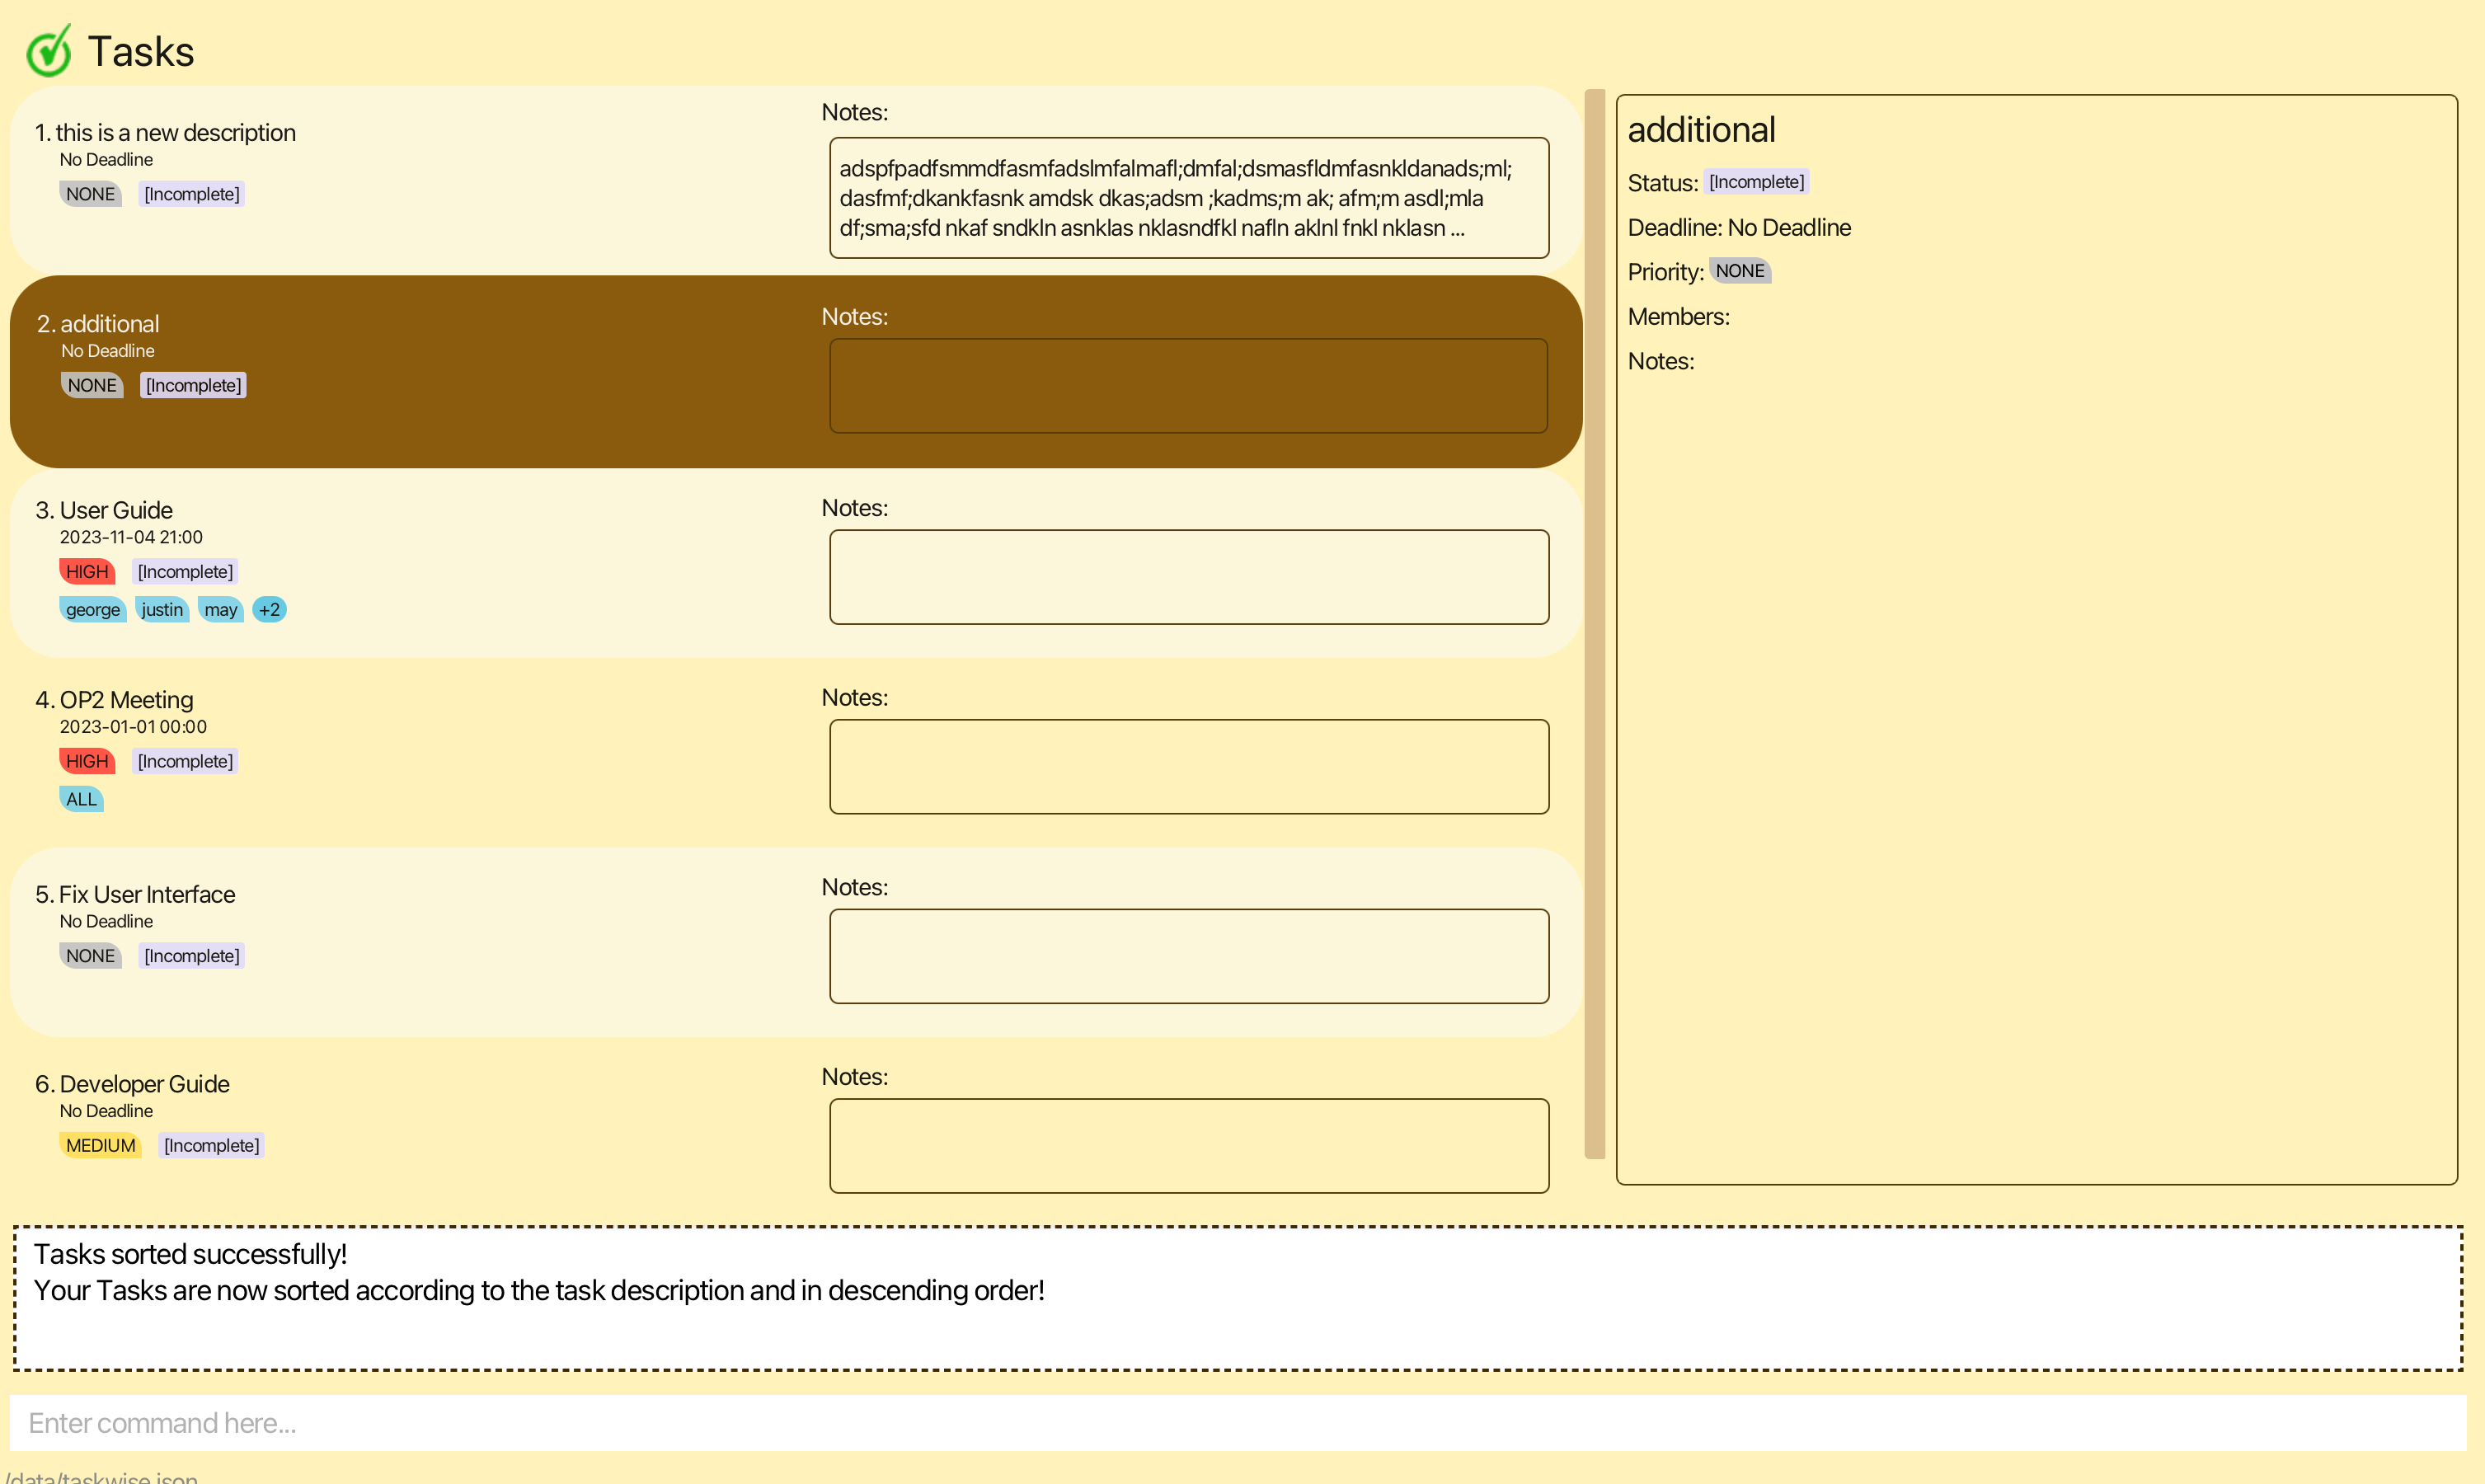 Tasks
1. this is a new description
No Deadline
NONE [Incomplete]
Notes:
adspfpadfsmmdfasmfadslmfalmafl;dmfal;dsmasfldmfasnkldanads;ml;
dasfmf;dkankfasnk amdsk dkas;adsm ;kadms;m ak; afm;m asdl;mla
df;sma;sfd nkaf sndkln asnklas nklasndfkl nafln aklnl fnkl nklasn ...
2. additional
No Deadline
NONE [Incomplete]
Notes:
3. User Guide
2023-11-04 21:00
HIGH [Incomplete]
george justin may +2
Notes:
4. OP2 Meeting
2023-01-01 00:00
HIGH [Incomplete]
ALL
Notes:
5. Fix User Interface
No Deadline
NONE [Incomplete]
Notes:
6. Developer Guide
No Deadline
MEDIUM [Incomplete]
Notes:
additional
Status: [Incomplete]
Deadline: No Deadline
Priority: NONE
Members:
Notes:
Tasks sorted successfully!
Your Tasks are now sorted according to the task description and in descending order!
Enter command here...
/data/taskwise.json